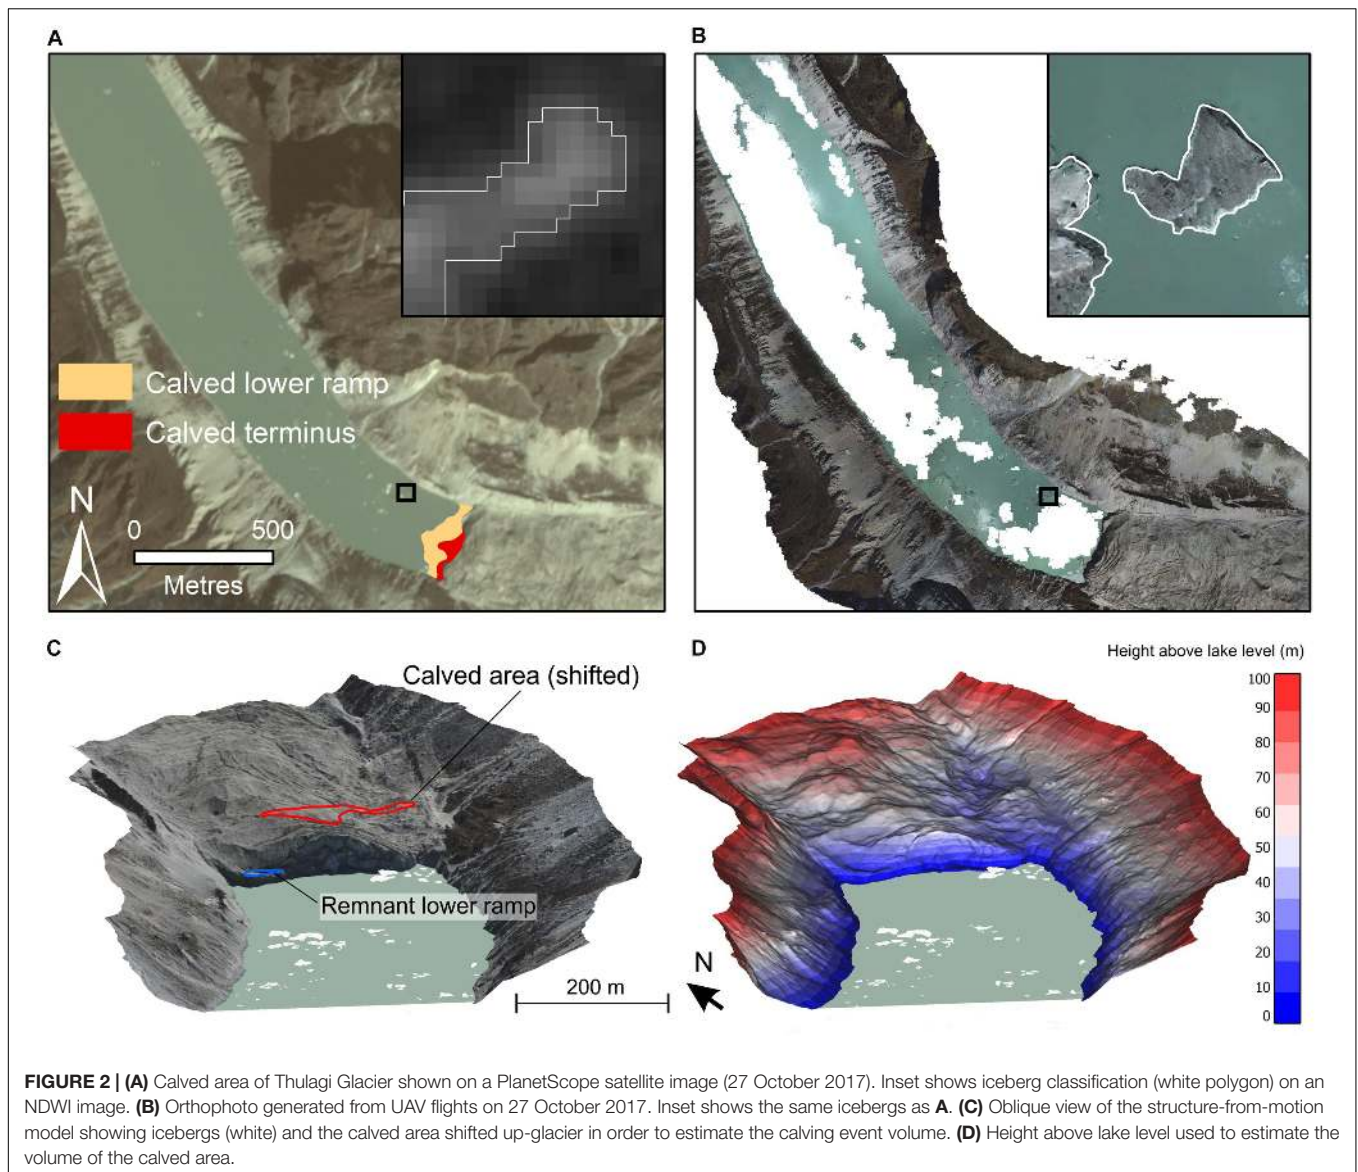 A
B
Calved lower ramp
Calved terminus
N
0 500
Metres
C
D
Height above lake level (m)
Calved area (shifted)
100
90
80
70
60
50
40
30
20
10
0
Remnant lower ramp
N
200 m
FIGURE 2 | (A) Calved area of Thulagi Glacier shown on a PlanetScope satellite image (27 October 2017). Inset shows iceberg classification (white polygon) on an
NDWI image. (B) Orthophoto generated from UAV flights on 27 October 2017. Inset shows the same icebergs as A. (C) Oblique view of the structure-from-motion
model showing icebergs (white) and the calved area shifted up-glacier in order to estimate the calving event volume. (D) Height above lake level used to estimate the
volume of the calved area.